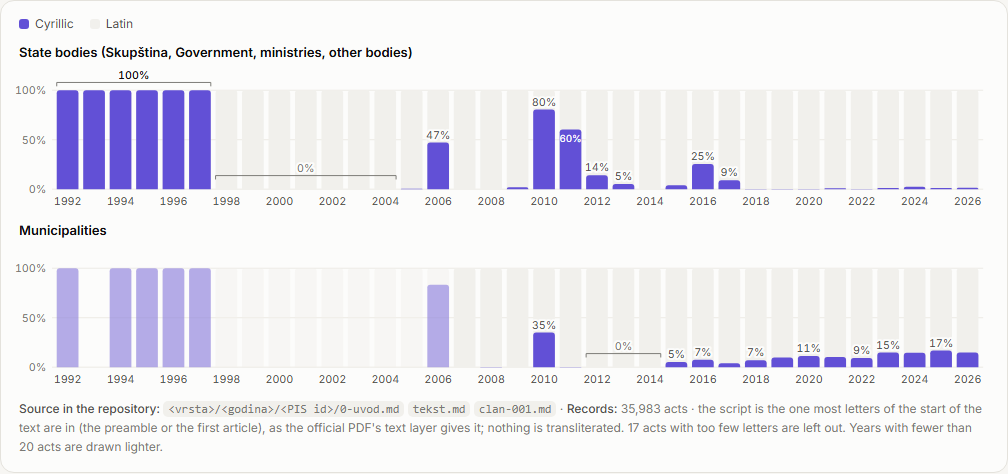 Cyrillic Latin
State bodies (Skupština, Government, ministries, other bodies)
100%
100%
80%
60%
47%
50%
25%
14%
0%
5%
9%
0%
1992 1994 1996 1998 2000 2002 2004 2006 2008 2010 2012 2014 2016 2018 2020 2022 2024 2026
Municipalities
100%
50%
35%
0%
5% 7% 7% 11% 9% 15% 17%
0%
1992 1994 1996 1998 2000 2002 2004 2006 2008 2010 2012 2014 2016 2018 2020 2022 2024 2026
Source in the repository: <vrsta>/<godina>/<PIS id>/0-uvod.md tekst.md clan-001.md · Records: 35,983 acts · the script is the one most letters of the start of the
text are in (the preamble or the first article), as the official PDF's text layer gives it; nothing is transliterated. 17 acts with too few letters are left out. Years with fewer than
20 acts are drawn lighter.